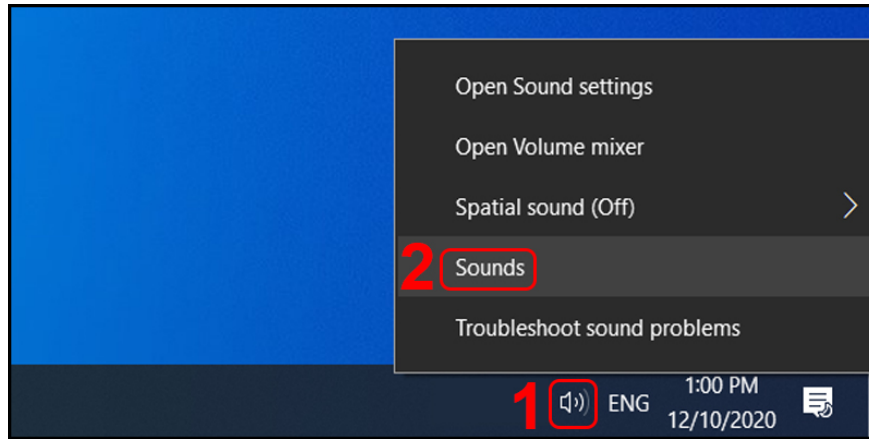 Open Sound settings
Open Volume mixer
Spatial sound (Off)
2 Sounds
Troubleshoot sound problems
1 ENG 1:00 PM
12/10/2020